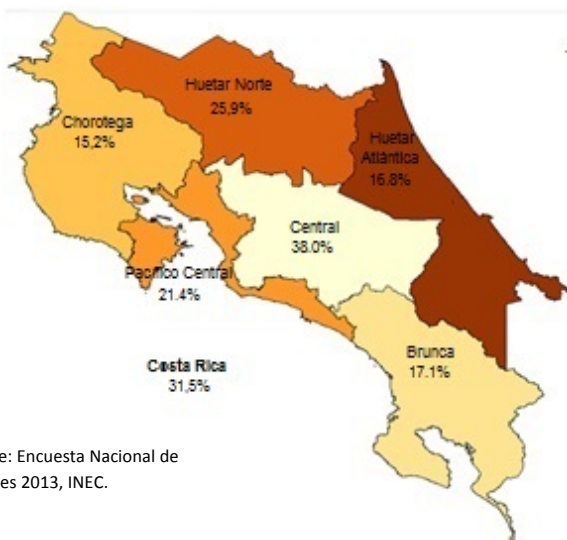 Huetar Norte
25,9%
Chorotega
15,2%
Huetar
Atlántica
16.8%
Central
38.0%
Pacífico Central
21.4%
Brunca
17.1%
Costa Rica
31,5%
e: Encuesta Nacional de
es 2013, INEC.